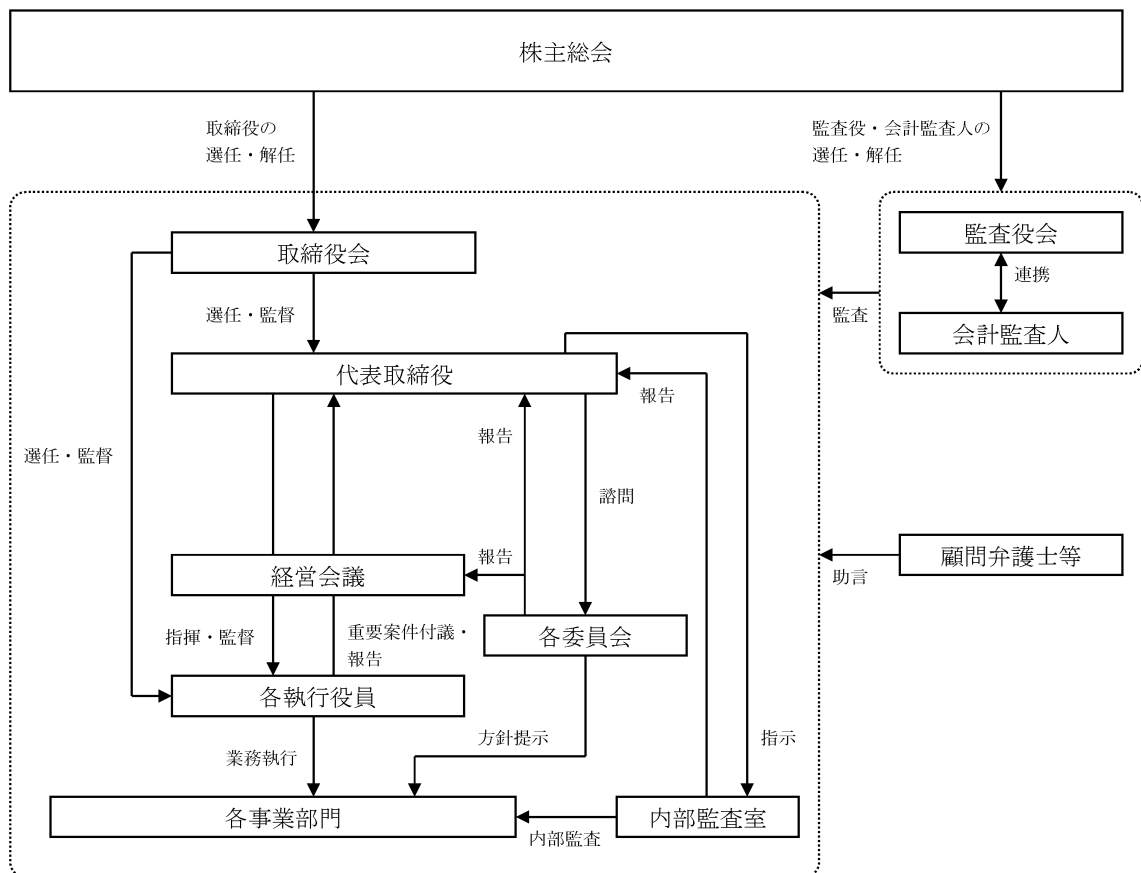 株主総会
取締役の
選任・解任
監査役・会計監査人の
選任・解任
取締役会
監査役会
連携
監査
会計監査人
選任・監督
代表取締役
報告
報告
選任・監督
諮問
報告
顧問弁護士等
助言
経営会議
指揮・監督
重要案件付議・
報告
各委員会
各執行役員
業務執行
方針提示
指示
各事業部門
内部監査
内部監査室